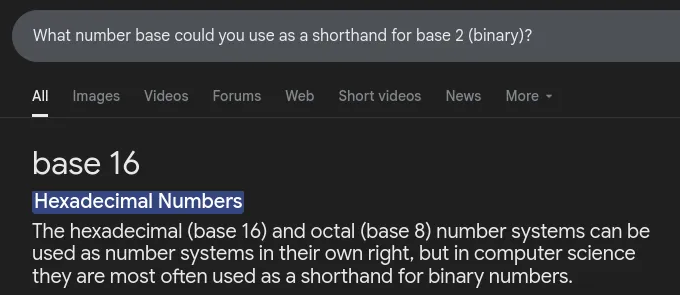 What number base could you use as a shorthand for base 2 (binary)?
All Images Videos Forums Web Short videos News More
base 16
Hexadecimal Numbers
The hexadecimal (base 16) and octal (base 8) number systems can be
used as number systems in their own right, but in computer science
they are most often used as a shorthand for binary numbers.